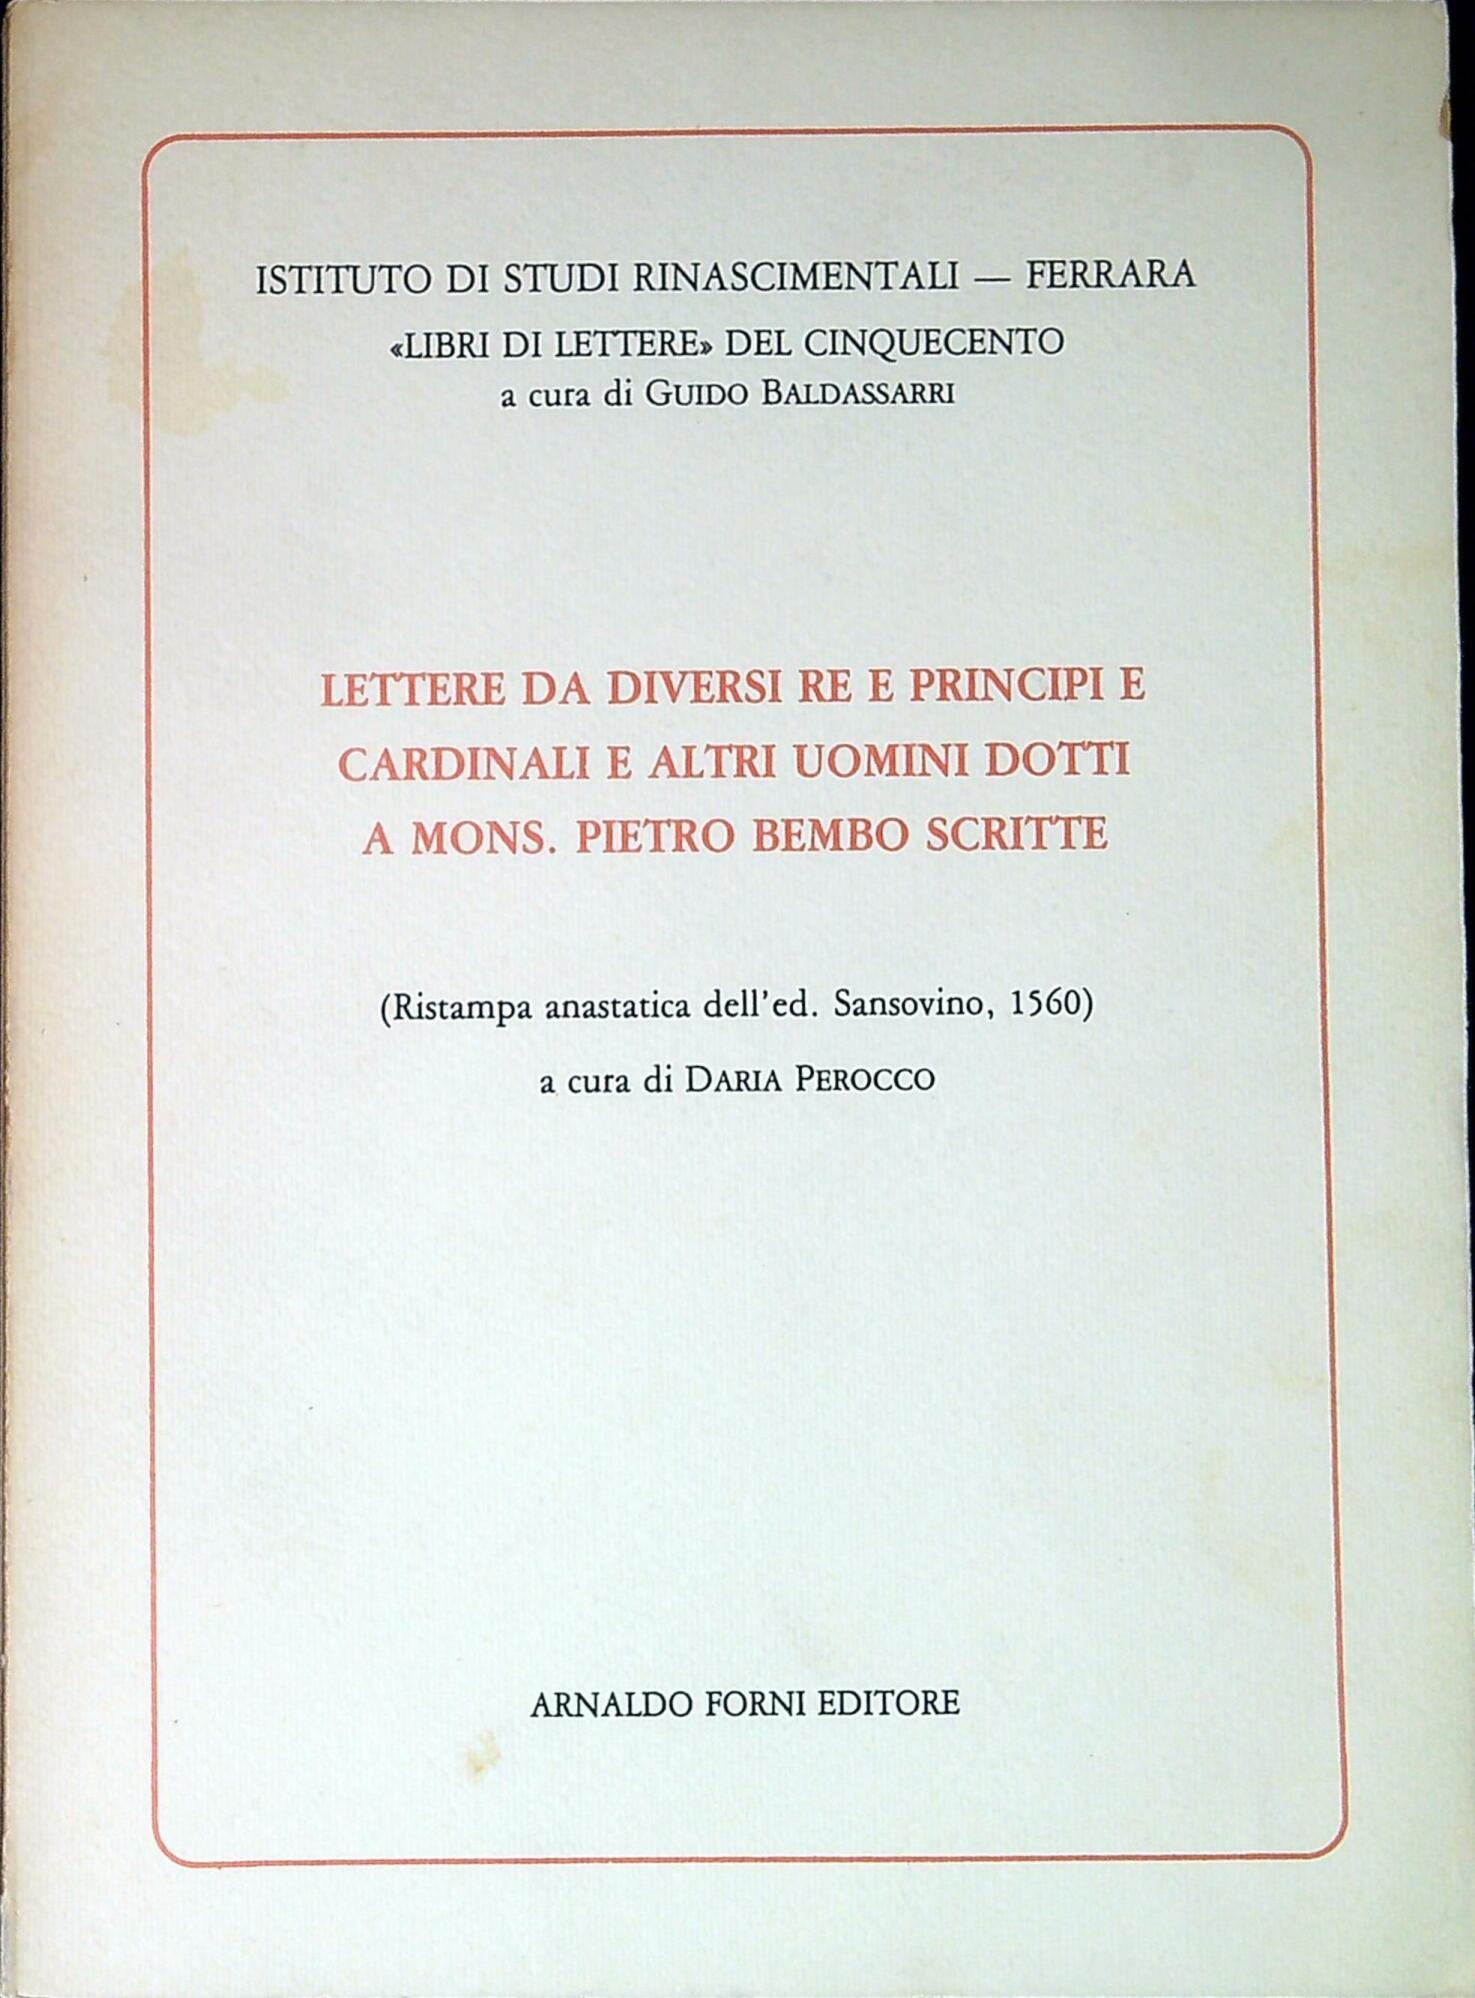 ISTITUTO DI STUDI RINASCIMENTALI — FERRARA
«LIBRI DI LETTERE» DEL CINQUECENTO
a cura di GUIDO BALDASSARRI
LETTERE DA DIVERSI RE E PRINCIPI E
CARDINALI E ALTRI UOMINI DOTTI
A MONS. PIETRO BEMBO SCRITTE
(Ristampa anastatica dell'ed. Sansovino, 1560)
a cura di DARIA PEROCCO
ARNALDO FORNI EDITORE